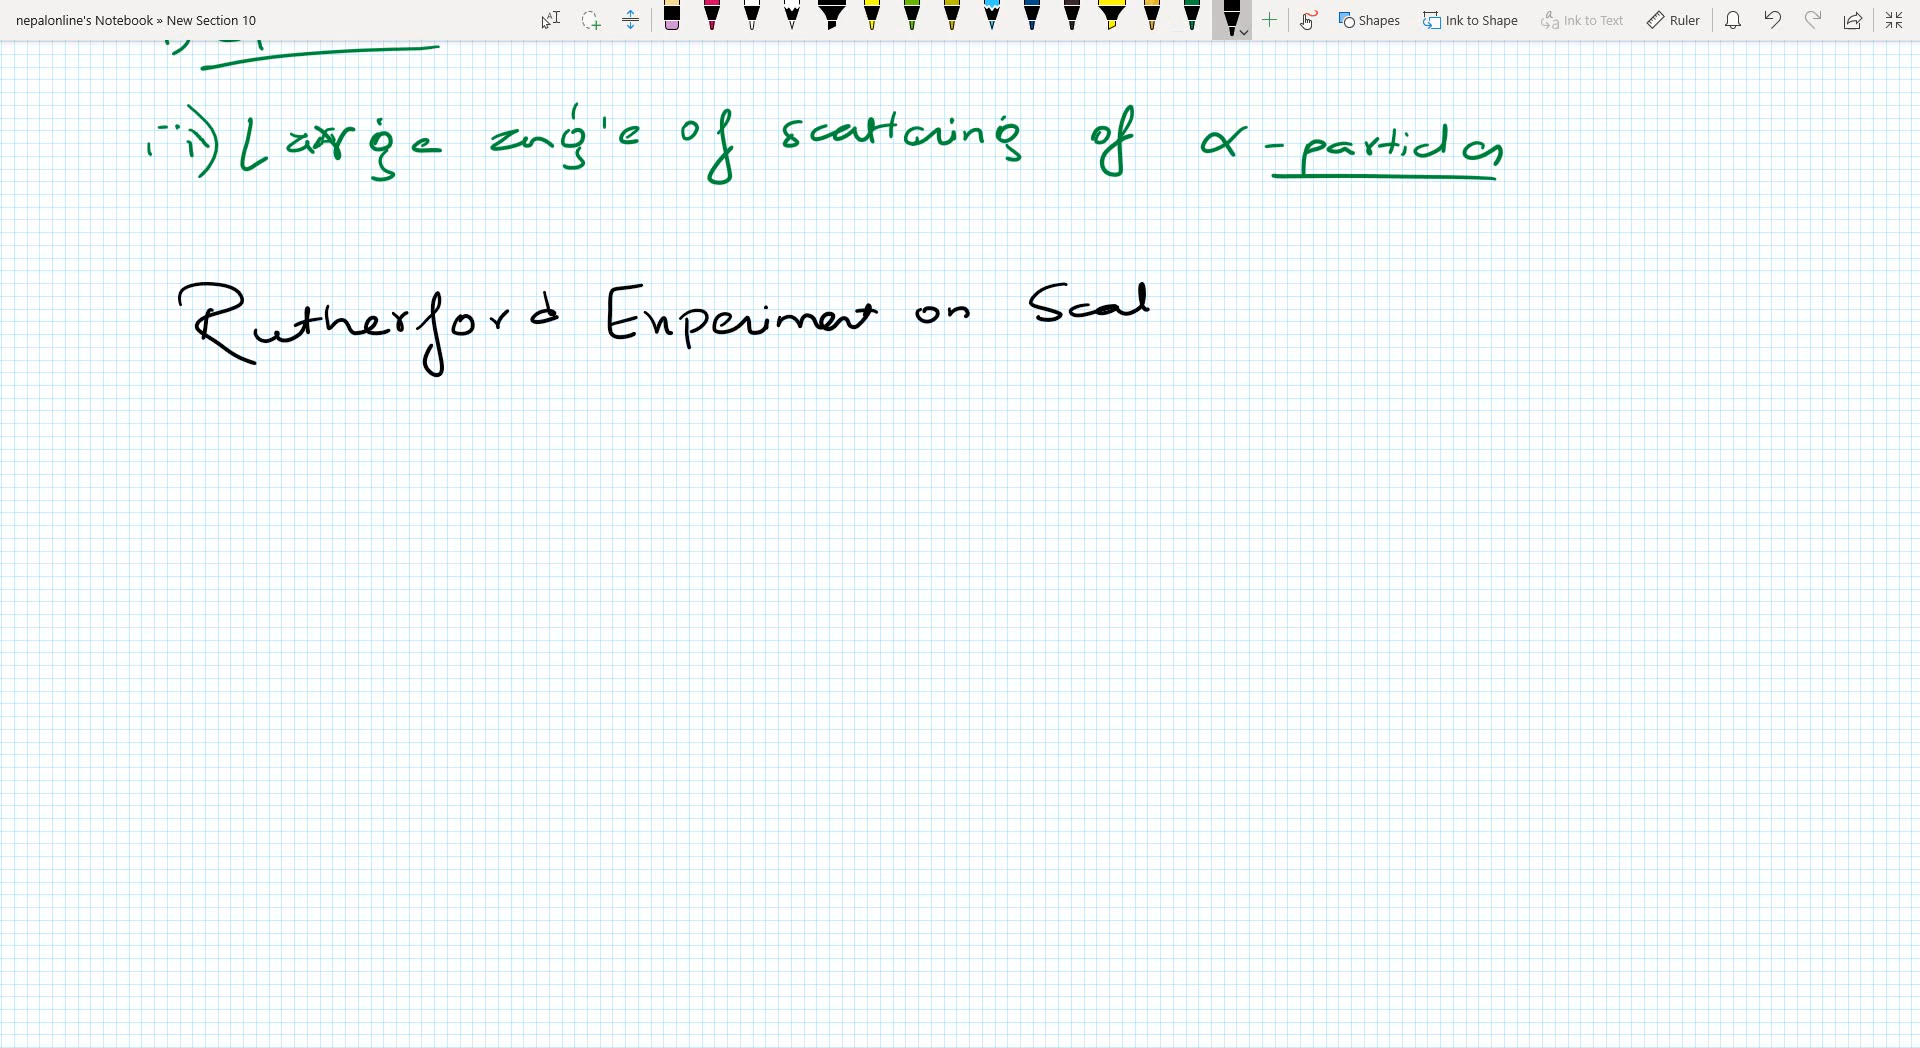 nepalonline's Notebook » New Section 10 Shapes Ink to Shape Ink to Text Ruler
ii) Large angle of scattering of α - particles
Rutherford Experiment on Scat